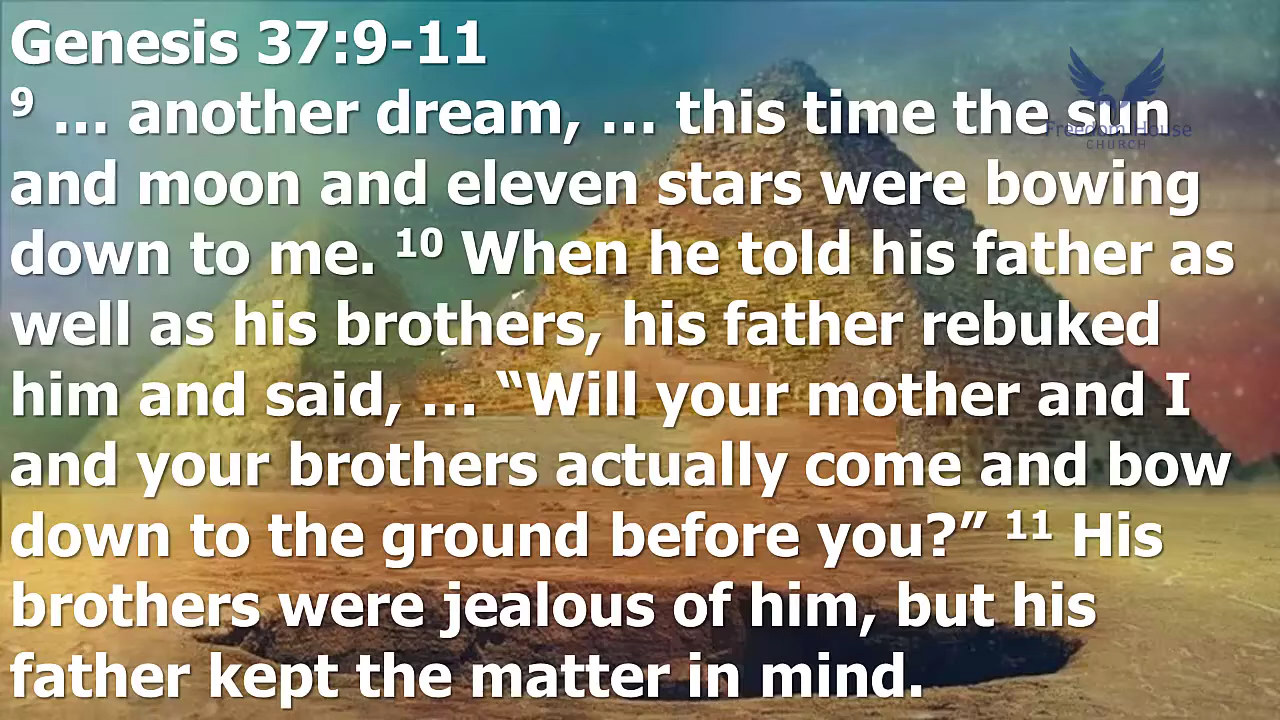 Genesis 37:9-11
9 … another dream, … this time the sun
and moon and eleven stars were bowing
down to me. 10 When he told his father as
well as his brothers, his father rebuked
him and said, … “Will your mother and I
and your brothers actually come and bow
down to the ground before you?” 11 His
brothers were jealous of him, but his
father kept the matter in mind.
Freedom House
CHURCH